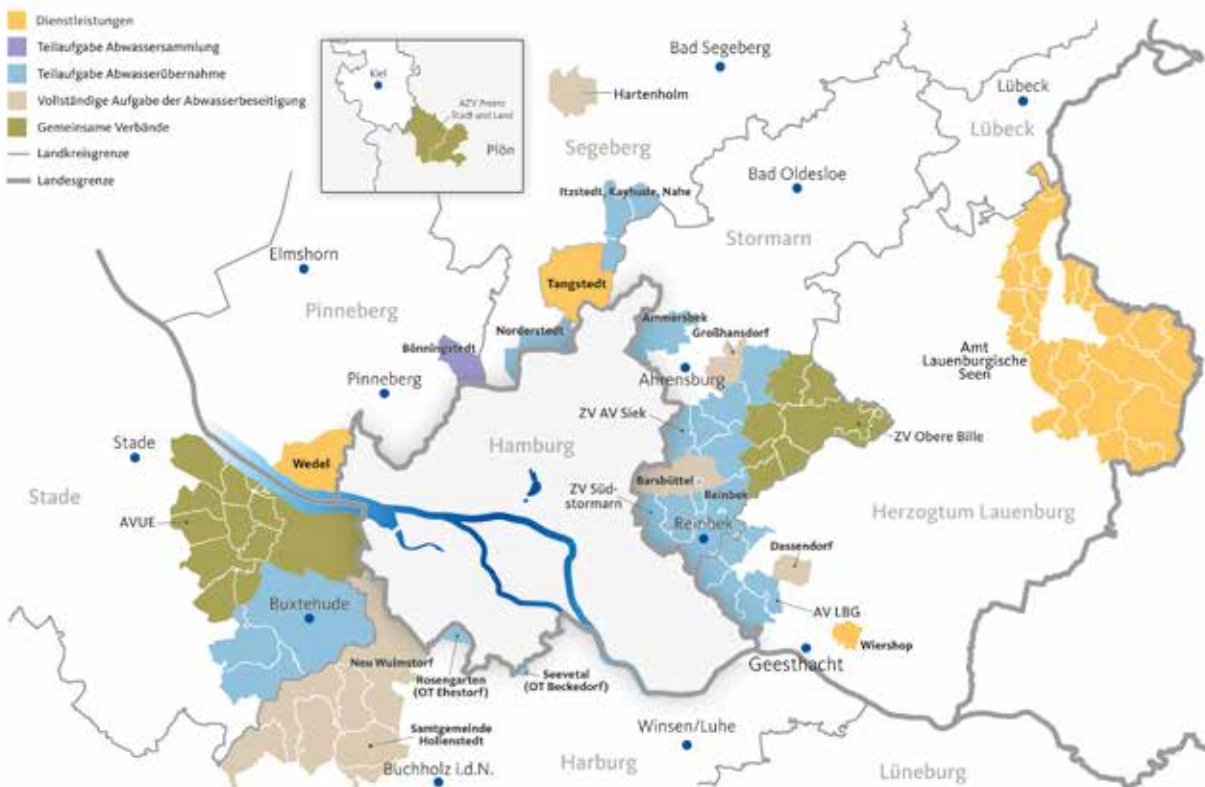 Dienstleistungen
Teilaufgabe Abwassersammlung
Teilaufgabe Abwasserübernahme
Vollständige Aufgabe der Abwasserbeseitigung
Gemeinsame Verbände
Landkreisgrenze
Landesgrenze
Kiel
AZV Preetz
Stadt und Land
Plön
Bad Segeberg
Hartenholm
Segeberg
Lübeck
Lübeck
Bad Oldesloe
Itzstedt, Kayhude, Nahe
Stormarn
Elmshorn
Tangstedt
Pinneberg
Norderstedt
Ammersbek
Großhansdorf
Bönningstedt
Amt
Lauenburgische
Seen
Pinneberg
Ahrensburg
ZV AV Siek
Stade
Hamburg
ZV Obere Bille
Wedel
Barsbüttel
Stade
ZV Süd-
stormarn
Reinbek
Herzogtum Lauenburg
AVUE
Reinbek
Dassendorf
Buxtehude
AV LBG
Wiershop
Neu Wulmstorf
Geesthacht
Rosengarten
(OT Ehestorf)
Seevetal
(OT Beckedorf)
Samtgemeinde
Hollenstedt
Winsen/Luhe
Buchholz i.d.N.
Harburg
Lüneburg